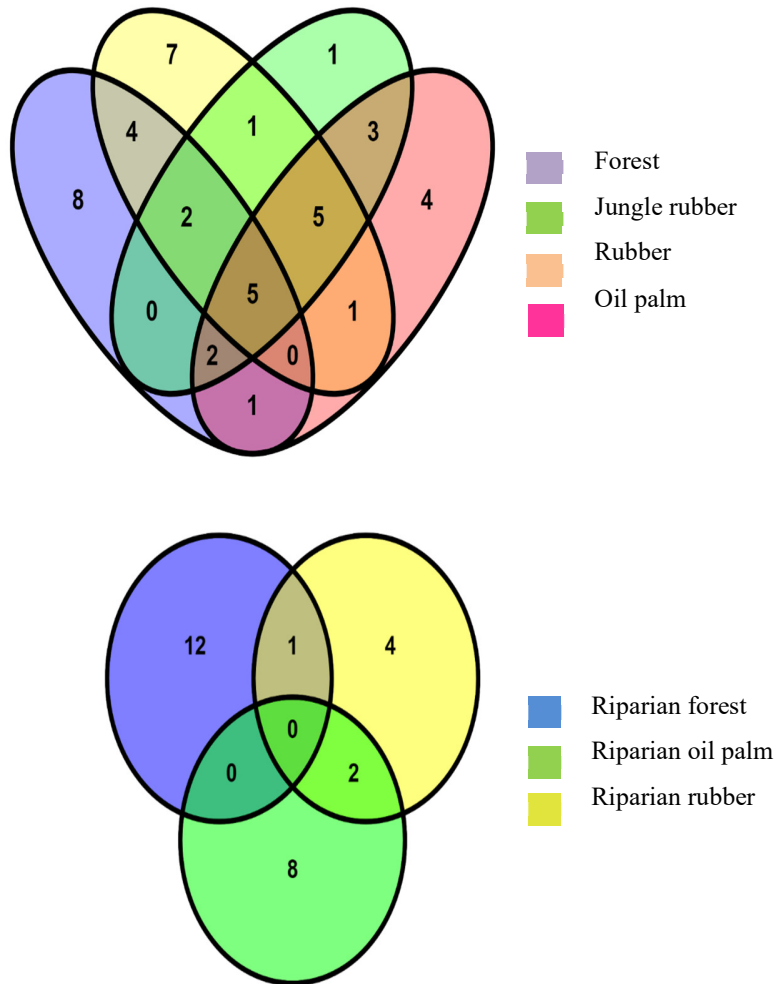 7 1
4 1 3
8 2 5 4
0 5 1
2 0
1
Forest
Jungle rubber
Rubber
Oil palm
12 1 4
0
0 2
8
Riparian forest
Riparian oil palm
Riparian rubber